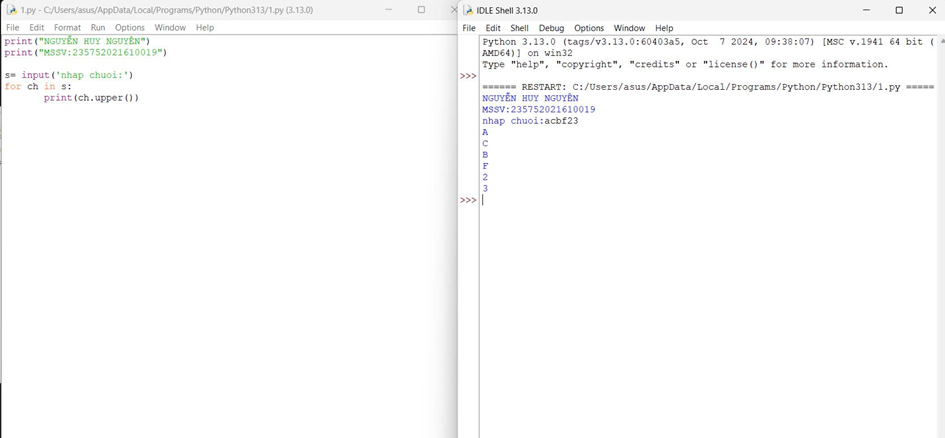 1.py - C:/Users/asus/AppData/Local/Programs/Python/Python313/1.py (3.13.0)
File Edit Format Run Options Window Help
print("NGUYỄN HUY NGUYÊN")
print("MSSV:235752021610019")
s= input('nhap chuoi:')
for ch in s:
print(ch.upper())
IDLE Shell 3.13.0
File Edit Shell Debug Options Window Help
Python 3.13.0 (tags/v3.13.0:60403a5, Oct 7 2024, 09:38:07) [MSC v.1941 64 bit (
AMD64)] on win32
Type "help", "copyright", "credits" or "license()" for more information.
>>>
====== RESTART: C:/Users/asus/AppData/Local/Programs/Python/Python313/1.py =====
NGUYỄN HUY NGUYÊN
MSSV:235752021610019
nhap chuoi:acbf23
A
C
B
F
2
3
>>>